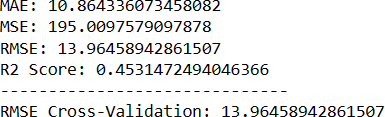 MAE: 10.864336073458082
MSE: 195.0097579097878
RMSE: 13.96458942861507
R2 Score: 0.4531472494046366
------------------------------
RMSE Cross-Validation: 13.96458942861507